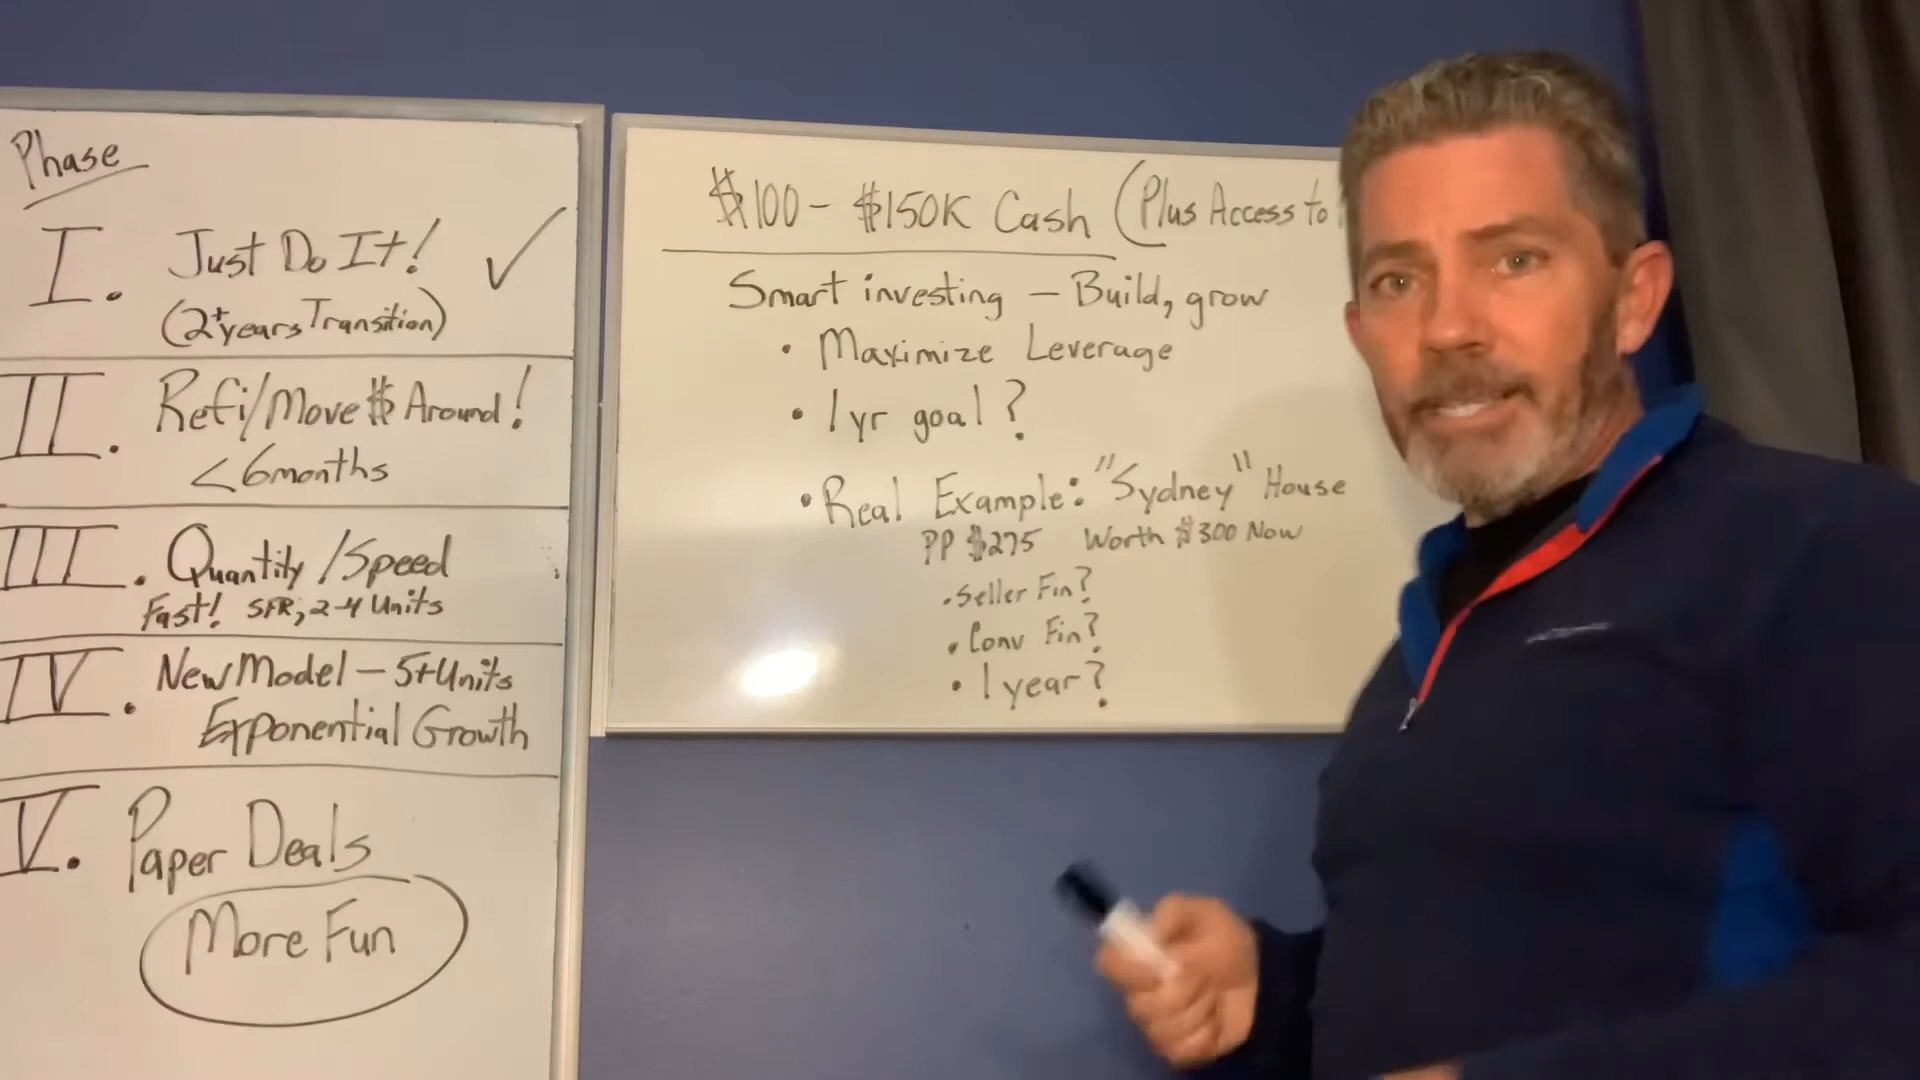 Phase
I. Just Do It! ✓
(2+years Transition)
II. Refi/Move $ Around!
<6months
III. Quantity/Speed
Fast! SFR, 2-4 Units
IV. New Model - 5+Units
Exponential Growth
V. Paper Deals
More Fun
$100 - $150K Cash (Plus Access to
Smart investing - Build, grow
• Maximize Leverage
• 1 yr goal?
• Real Example: "Sydney" House
PP $275 Worth $300 Now
• Seller Fin?
• Conv Fin?
• 1 year?